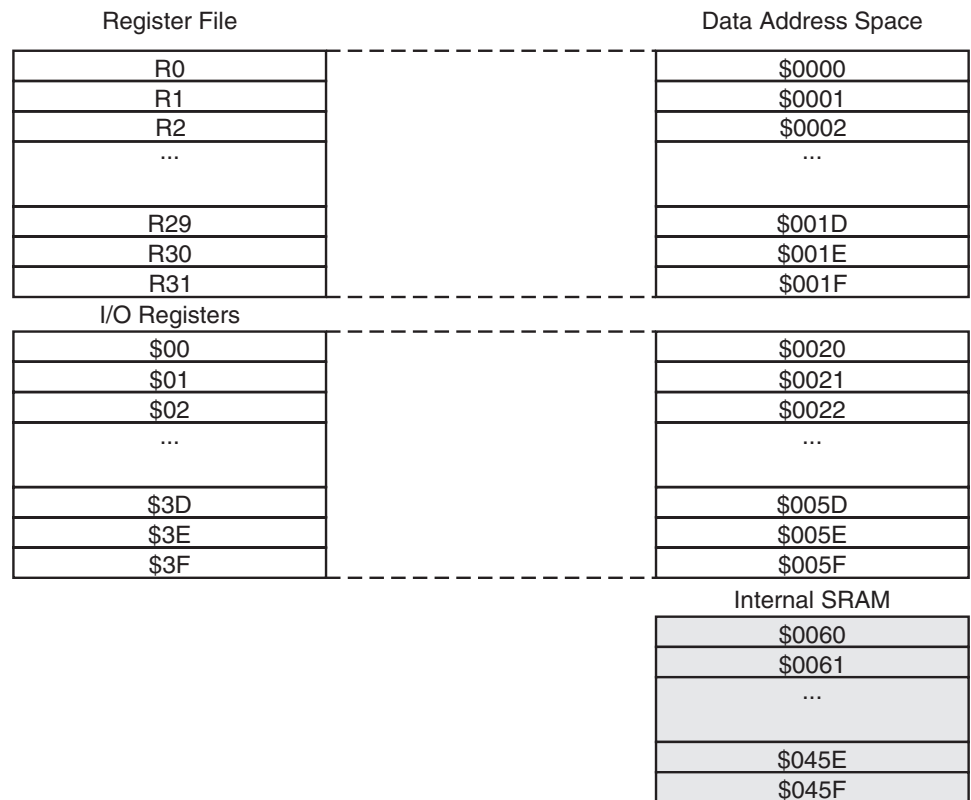 Register File Data Address Space
R0 $0000
R1 $0001
R2 $0002
... ...
R29 $001D
R30 $001E
R31 $001F
I/O Registers
$00 $0020
$01 $0021
$02 $0022
... ...
$3D $005D
$3E $005E
$3F $005F
Internal SRAM
$0060
$0061
...
$045E
$045F